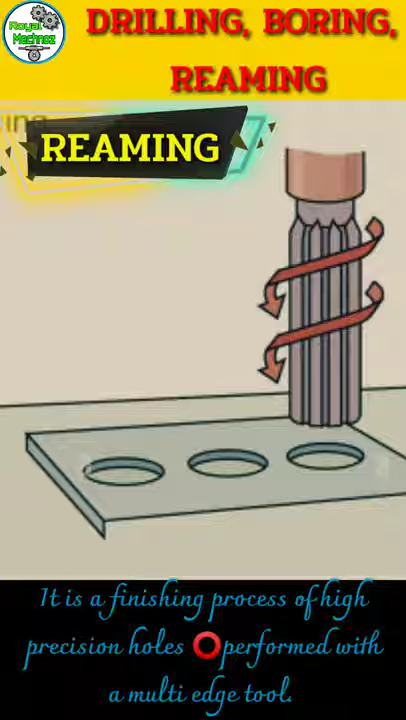 Royal
Mechnoz
DRILLING, BORING,
REAMING
ing
REAMING
It is a finishing process of high
precision holes ⭕performed with
a multi edge tool.